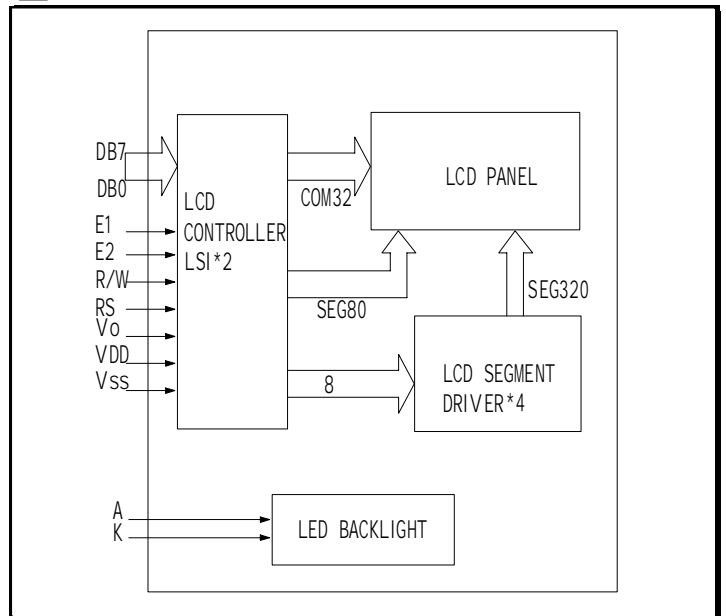 DB7
DB0
E1
E2
R/W
RS
Vo
VDD
Vss
LCD
CONTROLLER
LSI*2
COM32
SEG80
8
LCD PANEL
SEG320
LCD SEGMENT
DRIVER*4
A
K
LED BACKLIGHT